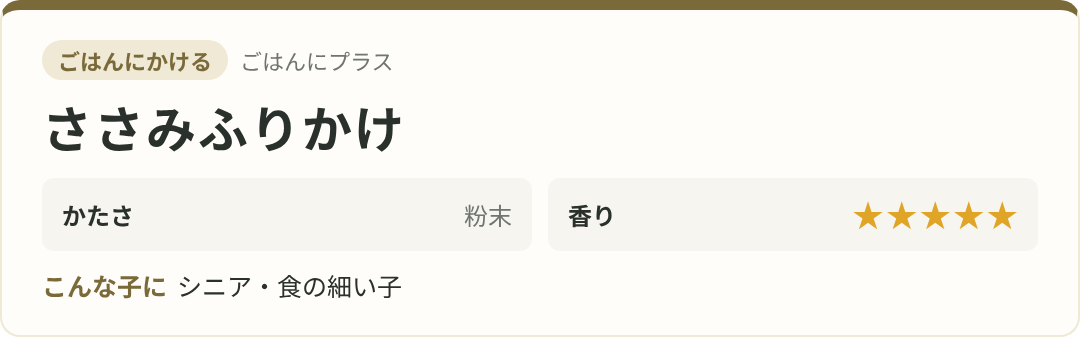 ごはんにかける ごはんにプラス
ささみふりかけ
かたさ 粉末 香り ★★★★★
こんな子に シニア・食の細い子